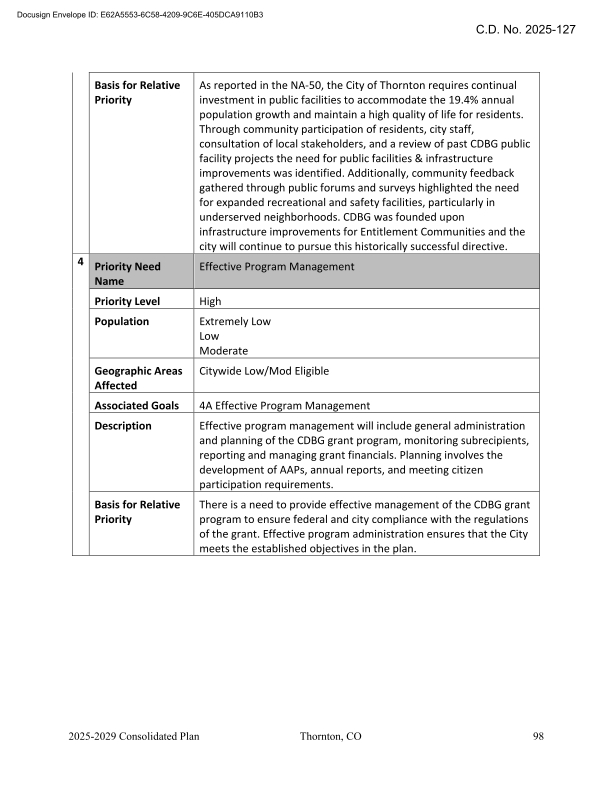 Docusign Envelope ID: E62A5553-6C58-4209-9C6E-405DCA9110B3
C.D. No. 2025-127
Basis for Relative
Priority
As reported in the NA-50, the City of Thornton requires continual
investment in public facilities to accommodate the 19.4% annual
population growth and maintain a high quality of life for residents.
Through community participation of residents, city staff,
consultation of local stakeholders, and a review of past CDBG public
facility projects the need for public facilities & infrastructure
improvements was identified. Additionally, community feedback
gathered through public forums and surveys highlighted the need
for expanded recreational and safety facilities, particularly in
underserved neighborhoods. CDBG was founded upon
infrastructure improvements for Entitlement Communities and the
city will continue to pursue this historically successful directive.
4
Priority Need
Name
Effective Program Management
Priority Level
High
Population
Extremely Low
Low
Moderate
Geographic Areas
Affected
Citywide Low/Mod Eligible
Associated Goals
4A Effective Program Management
Description
Effective program management will include general administration
and planning of the CDBG grant program, monitoring subrecipients,
reporting and managing grant financials. Planning involves the
development of AAPs, annual reports, and meeting citizen
participation requirements.
Basis for Relative
Priority
There is a need to provide effective management of the CDBG grant
program to ensure federal and city compliance with the regulations
of the grant. Effective program administration ensures that the City
meets the established objectives in the plan.
2025-2029 Consolidated Plan
Thornton, CO
98